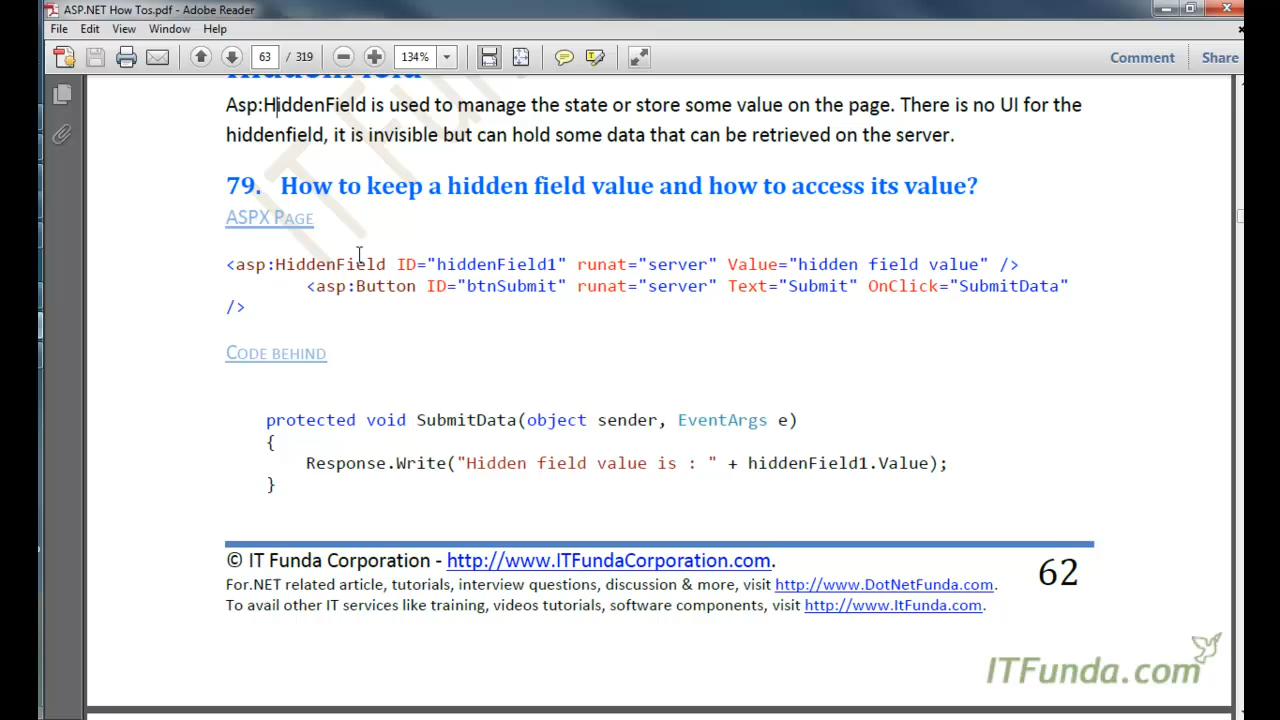 ASP.NET How Tos.pdf - Adobe Reader
File Edit View Window Help
63 / 319 134% Comment Share
HiddenField
Asp:HiddenField is used to manage the state or store some value on the page. There is no UI for the
hiddenfield, it is invisible but can hold some data that can be retrieved on the server.
79. How to keep a hidden field value and how to access its value?
ASPX PAGE
<asp:HiddenField ID="hiddenField1" runat="server" Value="hidden field value" />
<asp:Button ID="btnSubmit" runat="server" Text="Submit" OnClick="SubmitData"
/>
CODE BEHIND
protected void SubmitData(object sender, EventArgs e)
{
Response.Write("Hidden field value is : " + hiddenField1.Value);
}
© IT Funda Corporation - http://www.ITFundaCorporation.com.
62
For.NET related article, tutorials, interview questions, discussion & more, visit http://www.DotNetFunda.com.
To avail other IT services like training, videos tutorials, software components, visit http://www.ItFunda.com.
ITFunda.com